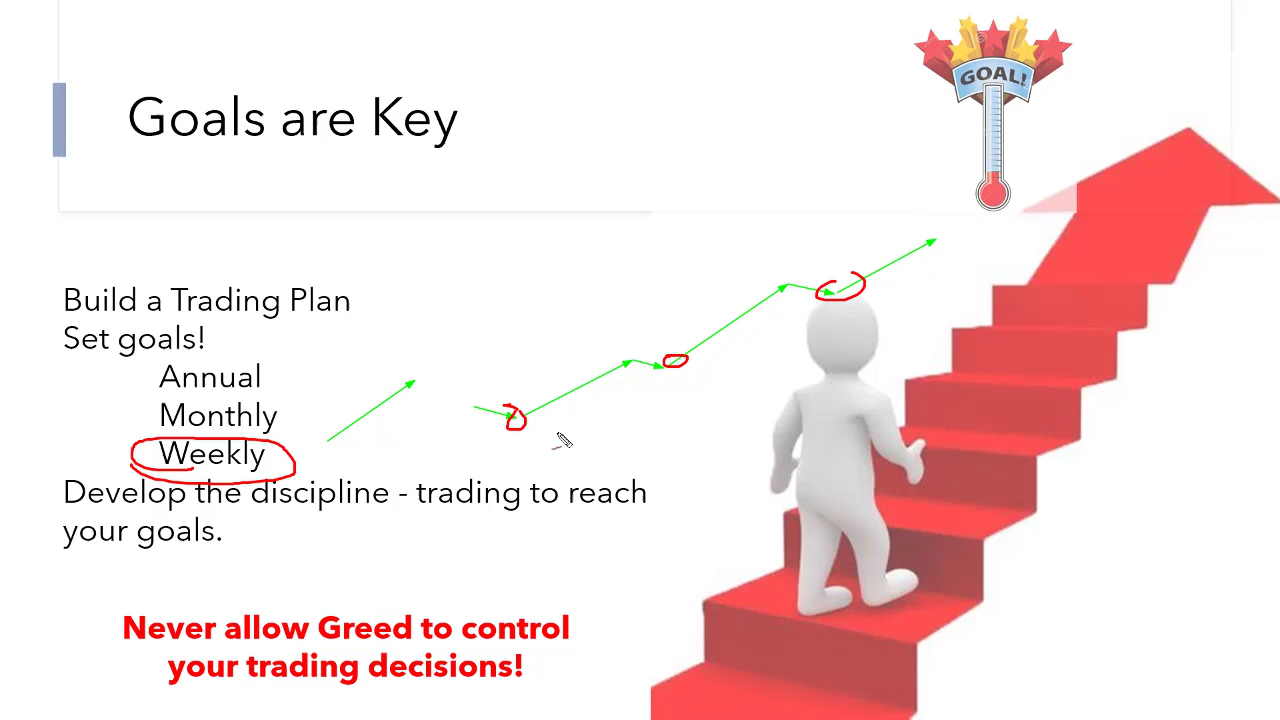 GOAL!
Goals are Key
Build a Trading Plan
Set goals!
Annual
Monthly
Weekly
Develop the discipline - trading to reach
your goals.
Never allow Greed to control
your trading decisions!